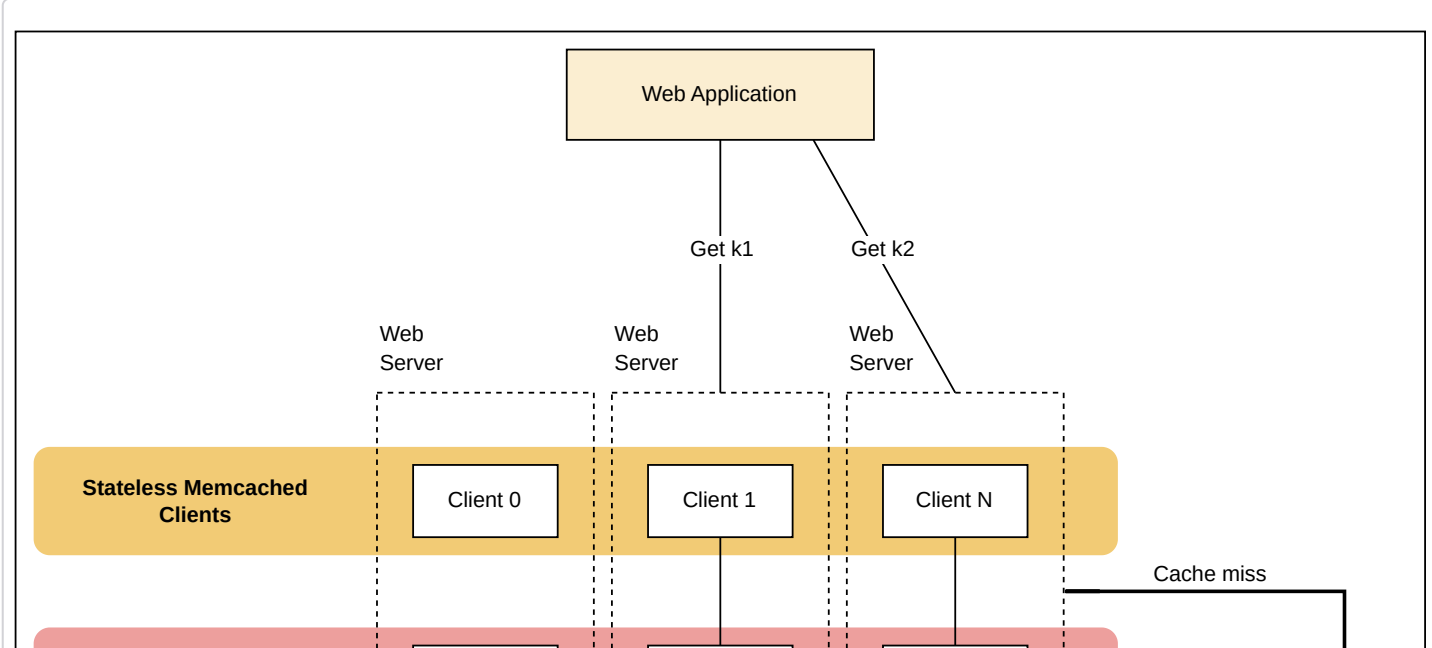 Web Application
Get k1
Get k2
Web
Server
Web
Server
Web
Server
Stateless Memcached
Clients
Client 0
Client 1
Client N
Cache miss